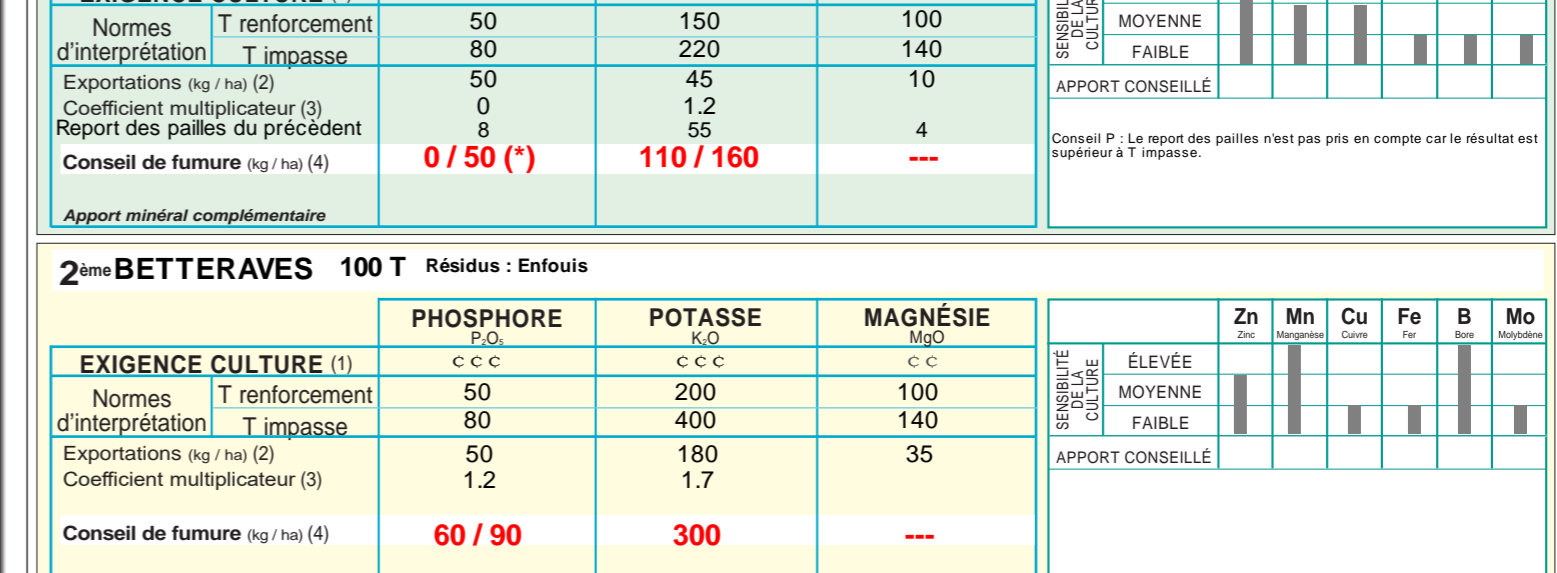 EXIGENCE CULTURE
Normes d'interprétation
T renforcement 50 150 100
T impasse 80 220 140
Exportations (kg / ha) (2) 50 45 10
Coefficient multiplicateur (3) 0 1.2
Report des pailles du précèdent 8 55 4
Conseil de fumure (kg / ha) (4) 0 / 50 (*) 110 / 160 ---
Apport minéral complémentaire
SENSIBILITÉ DE LA CULTURE
MOYENNE
FAIBLE
APPORT CONSEILLÉ
Conseil P : Le report des pailles n'est pas pris en compte car le résultat est
supérieur à T impasse.
2ème BETTERAVES 100 T Résidus : Enfouis
PHOSPHORE POTASSE MAGNÉSIE
P₂O₅ K₂O MgO
EXIGENCE CULTURE (1) C C C C C C C C
Normes d'interprétation
T renforcement 50 200 100
T impasse 80 400 140
Exportations (kg / ha) (2) 50 180 35
Coefficient multiplicateur (3) 1.2 1.7
Conseil de fumure (kg / ha) (4) 60 / 90 300 ---
Zn Mn Cu Fe B Mo
Zinc Manganèse Cuivre Fer Bore Molybdène
SENSIBILITÉ DE LA CULTURE
ÉLEVÉE
MOYENNE
FAIBLE
APPORT CONSEILLÉ